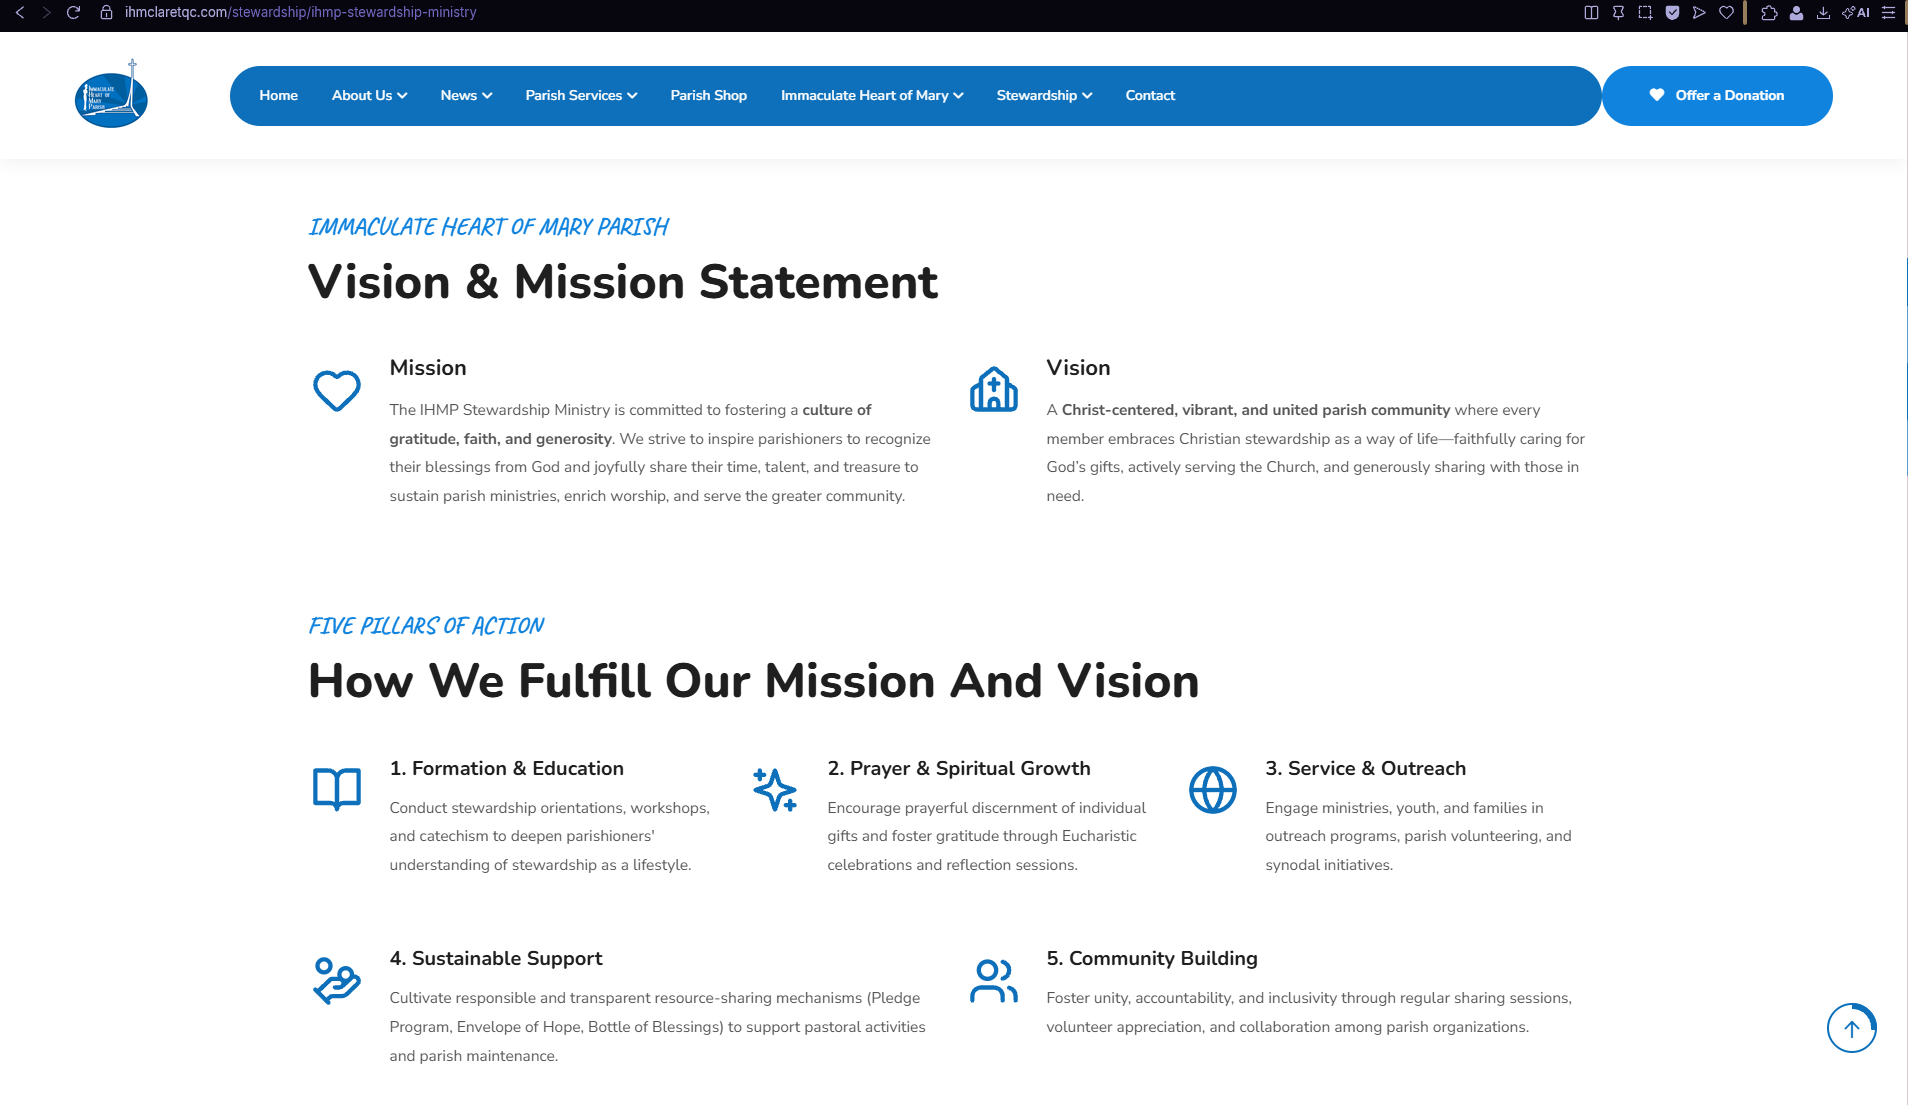 ihmclaretqc.com/stewardship/ihmp-stewardship-ministry
AI
Immaculate
Heart of
Mary
Parish
Home
About Us
News
Parish Services
Parish Shop
Immaculate Heart of Mary
Stewardship
Contact
Offer a Donation
IMMACULATE HEART OF MARY PARISH
Vision & Mission Statement
Mission
The IHMP Stewardship Ministry is committed to fostering a culture of
gratitude, faith, and generosity. We strive to inspire parishioners to recognize
their blessings from God and joyfully share their time, talent, and treasure to
sustain parish ministries, enrich worship, and serve the greater community.
Vision
A Christ-centered, vibrant, and united parish community where every
member embraces Christian stewardship as a way of life—faithfully caring for
God’s gifts, actively serving the Church, and generously sharing with those in
need.
FIVE PILLARS OF ACTION
How We Fulfill Our Mission And Vision
1. Formation & Education
Conduct stewardship orientations, workshops,
and catechism to deepen parishioners'
understanding of stewardship as a lifestyle.
2. Prayer & Spiritual Growth
Encourage prayerful discernment of individual
gifts and foster gratitude through Eucharistic
celebrations and reflection sessions.
3. Service & Outreach
Engage ministries, youth, and families in
outreach programs, parish volunteering, and
synodal initiatives.
4. Sustainable Support
Cultivate responsible and transparent resource-sharing mechanisms (Pledge
Program, Envelope of Hope, Bottle of Blessings) to support pastoral activities
and parish maintenance.
5. Community Building
Foster unity, accountability, and inclusivity through regular sharing sessions,
volunteer appreciation, and collaboration among parish organizations.